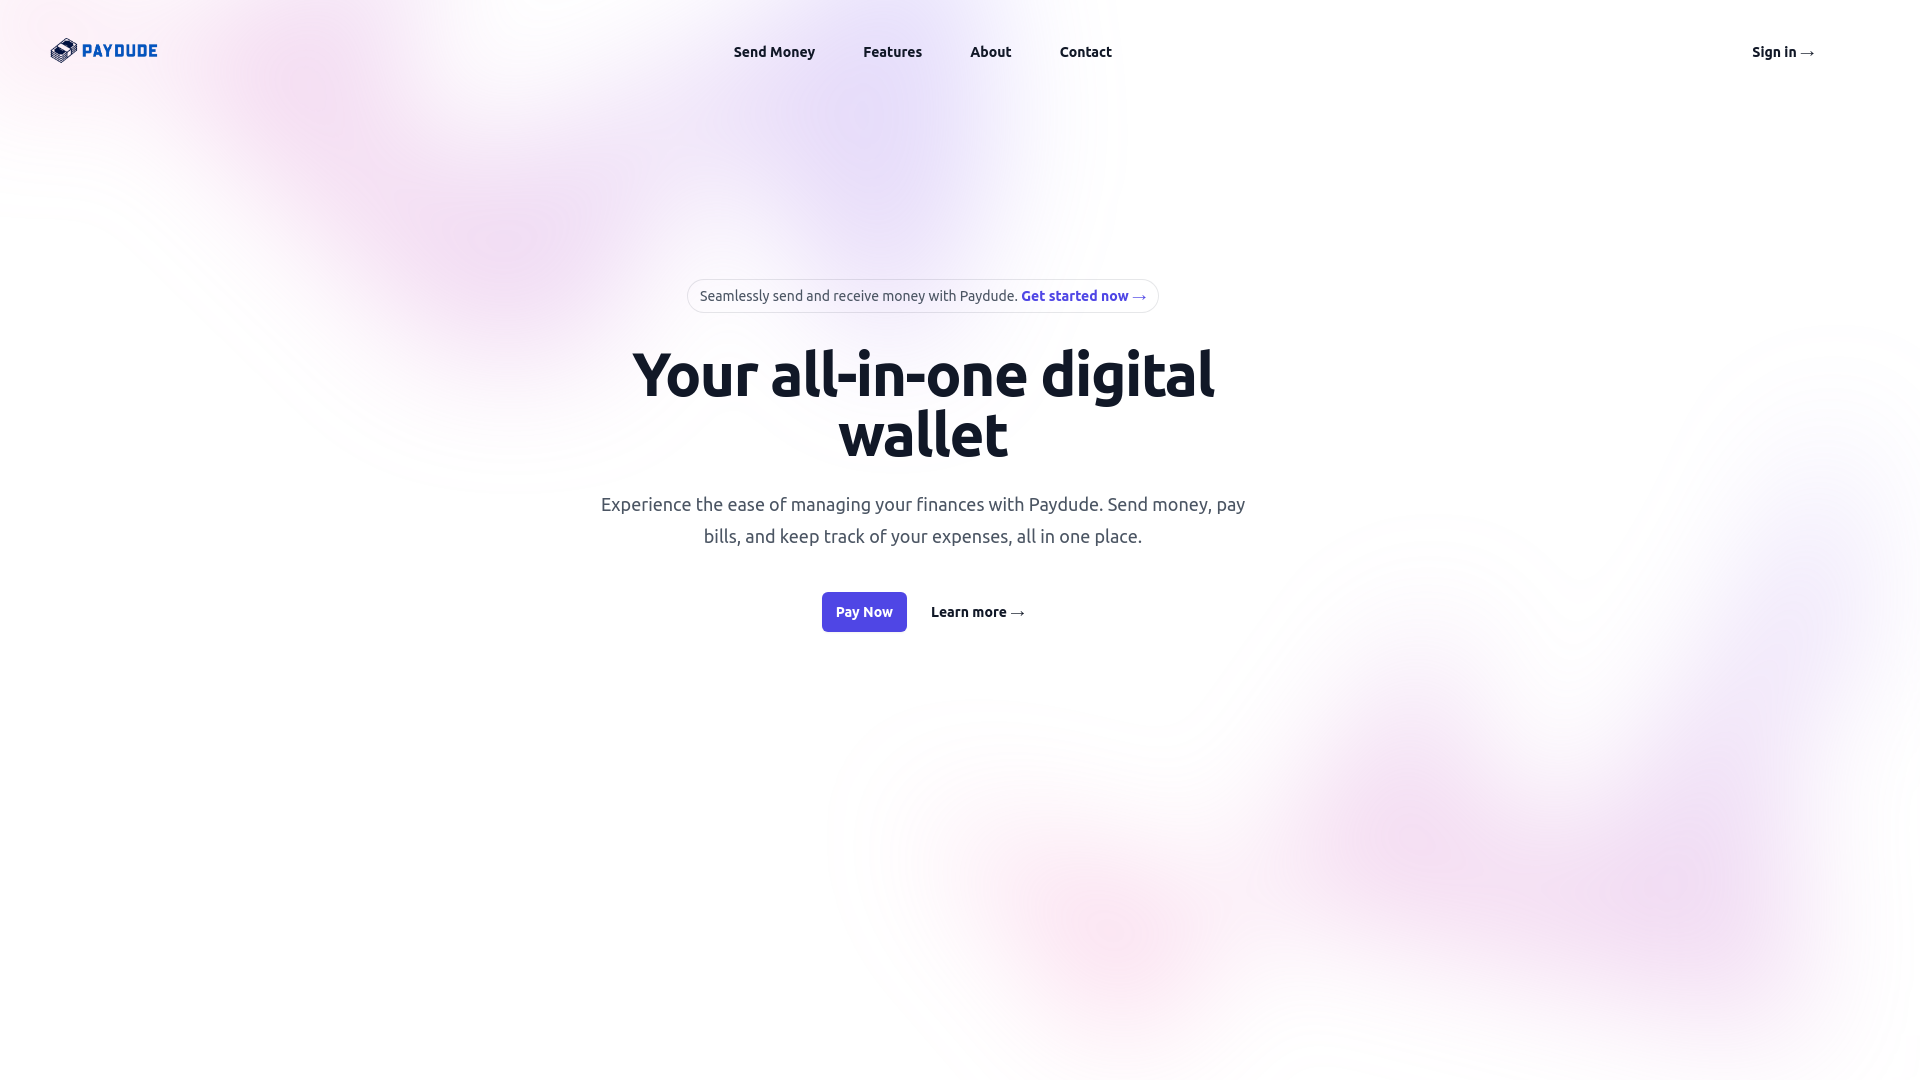 PAYDUDE
Send Money
Features
About
Contact
Sign in →
Seamlessly send and receive money with Paydude. Get started now →
Your all-in-one digital
wallet
Experience the ease of managing your finances with Paydude. Send money, pay
bills, and keep track of your expenses, all in one place.
Pay Now
Learn more →